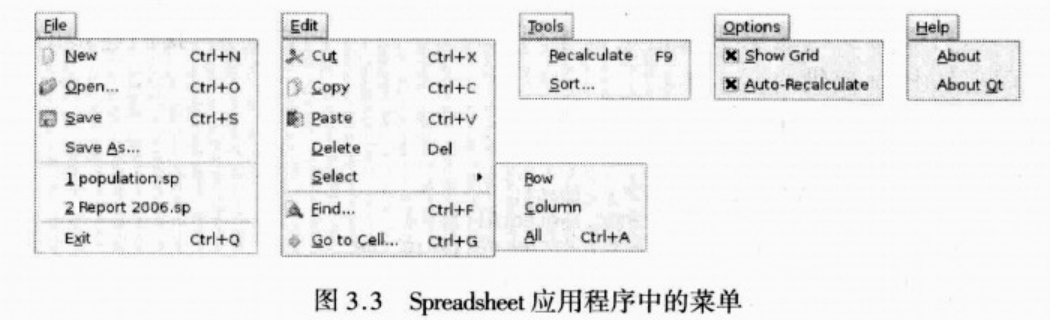 File
New Ctrl+N
Open... Ctrl+O
Save Ctrl+S
Save As...
1 population.sp
2 Report 2006.sp
Exit Ctrl+Q
Edit
Cut Ctrl+X
Copy Ctrl+C
Paste Ctrl+V
Delete Del
Select
Find... Ctrl+F
Go to Cell... Ctrl+G
Row
Column
All Ctrl+A
Tools
Recalculate F9
Sort...
Options
Show Grid
Auto-Recalculate
Help
About
About Qt
图 3.3 Spreadsheet 应用程序中的菜单